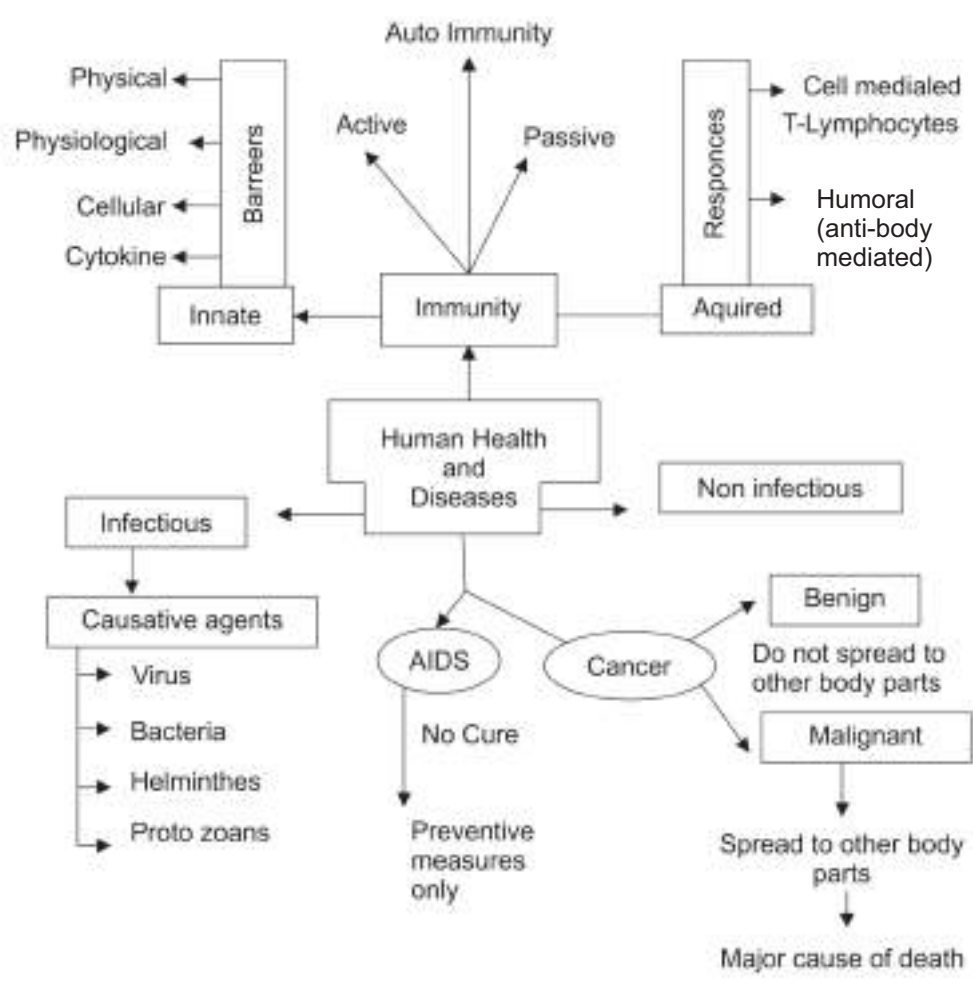 Auto Immunity
Physical
Physiological
Cellular
Cytokine
Barreers
Innate
Active
Passive
Immunity
Responces
Cell medialed
T-Lymphocytes
Humoral
(anti-body
mediated)
Aquired
Human Health
and
Diseases
Non infectious
Infectious
Causative agents
Virus
Bacteria
Helminthes
Proto zoans
AIDS
No Cure
Preventive
measures
only
Cancer
Benign
Do not spread to
other body parts
Malignant
Spread to other body
parts
Major cause of death